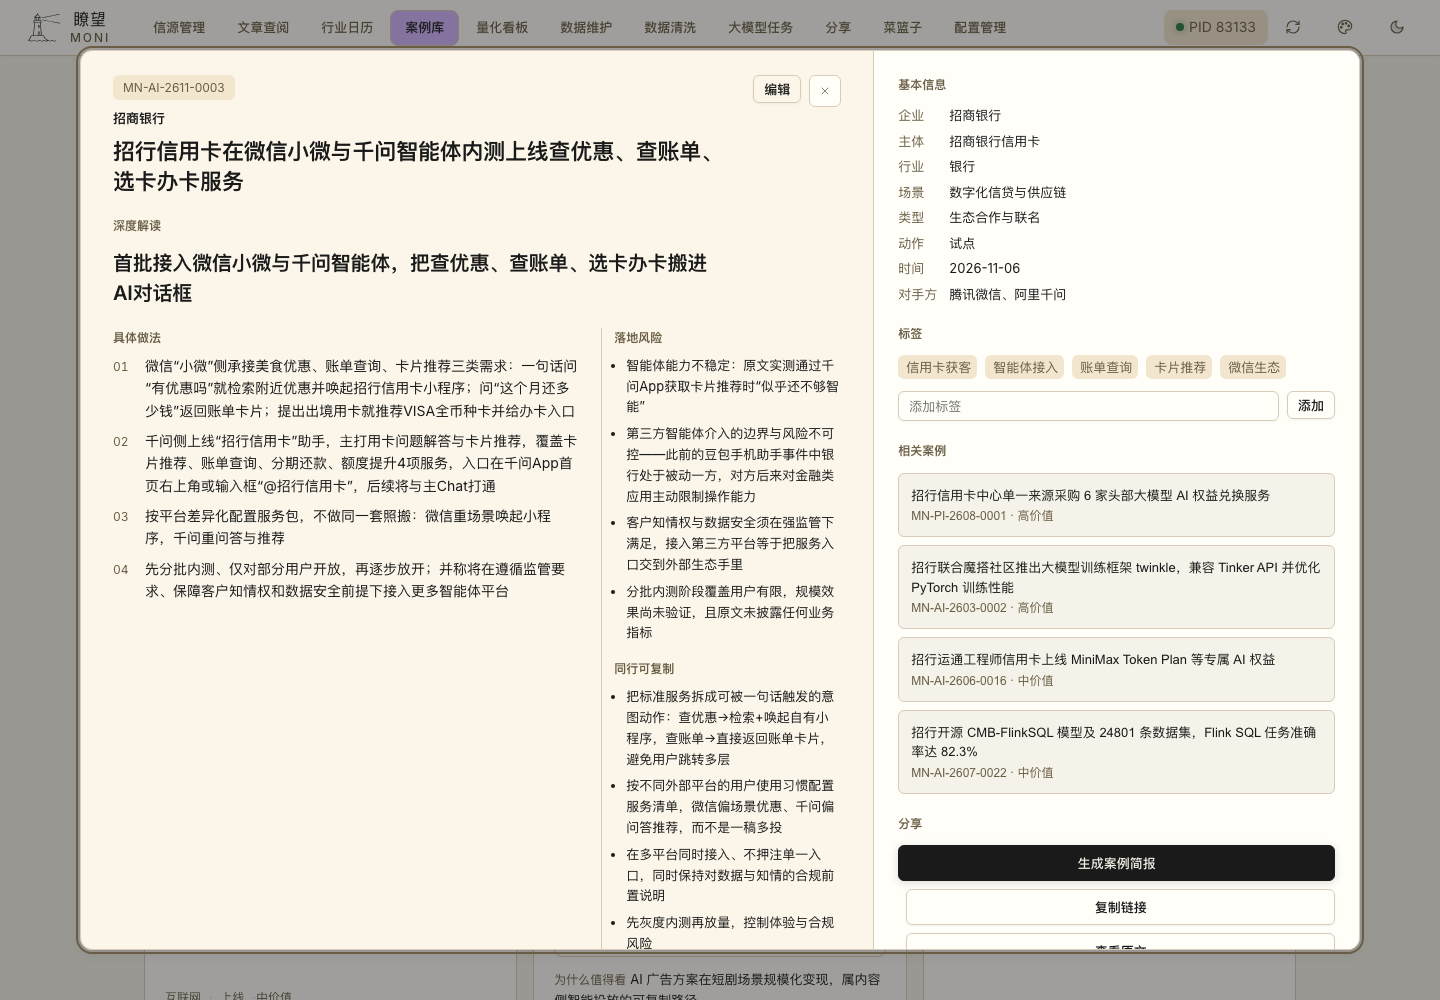 瞭望
MONI
信源管理
文章查阅
行业日历
案例库
量化看板
数据维护
数据清洗
大模型任务
分享
菜篮子
配置管理
PID 83133
MN-AI-2611-0003
编辑
×
招商银行
招行信用卡在微信小微与千问智能体内测上线查优惠、查账单、
选卡办卡服务
深度解读
首批接入微信小微与千问智能体，把查优惠、查账单、选卡办卡搬进
AI对话框
具体做法
01 微信“小微”侧承接美食优惠、账单查询、卡片推荐三类需求：一句话问
“有优惠吗”就检索附近优惠并唤起招行信用卡小程序；问“这个月还多
少钱”返回账单卡片；提出出境用卡就推荐VISA全币种卡并给办卡入口
02 千问侧上线“招行信用卡”助手，主打用卡问题解答与卡片推荐，覆盖卡
片推荐、账单查询、分期还款、额度提升4项服务，入口在千问App首
页右上角或输入框“@招行信用卡”，后续将与主Chat打通
03 按平台差异化配置服务包，不做同一套照搬：微信重场景唤起小程
序，千问重问答与推荐
04 先分批内测、仅对部分用户开放，再逐步放开；并称将在遵循监管要
求、保障客户知情权和数据安全前提下接入更多智能体平台
落地风险
• 智能体能力不稳定：原文实测通过千
问App获取卡片推荐时“似乎还不够智
能”
• 第三方智能体介入的边界与风险不可
控——此前的豆包手机助手事件中银
行处于被动一方，对方后来对金融类
应用主动限制操作能力
• 客户知情权与数据安全须在强监管下
满足，接入第三方平台等于把服务入
口交到外部生态手里
• 分批内测阶段覆盖用户有限，规模效
果尚未验证，且原文未披露任何业务
指标
同行可复制
• 把标准服务拆成可被一句话触发的意
图动作：查优惠→检索+唤起自有小
程序，查账单→直接返回账单卡片，
避免用户跳转多层
• 按不同外部平台的用户使用习惯配置
服务清单，微信偏场景优惠、千问偏
问答推荐，而不是一稿多投
• 在多平台同时接入、不押注单一入
口，同时保持对数据与知情的合规前
置说明
• 先灰度内测再放量，控制体验与合规
风险
基本信息
企业 招商银行
主体 招商银行信用卡
行业 银行
场景 数字化信贷与供应链
类型 生态合作与联名
动作 试点
时间 2026-11-06
对手方 腾讯微信、阿里千问
标签
信用卡获客
智能体接入
账单查询
卡片推荐
微信生态
添加标签
添加
相关案例
招行信用卡中心单一来源采购 6 家头部大模型 AI 权益兑换服务
MN-PI-2608-0001 · 高价值
招行联合魔搭社区推出大模型训练框架 twinkle，兼容 Tinker API 并优化
PyTorch 训练性能
MN-AI-2603-0002 · 高价值
招行运通工程师信用卡上线 MiniMax Token Plan 等专属 AI 权益
MN-AI-2606-0016 · 中价值
招行开源 CMB-FlinkSQL 模型及 24801 条数据集，Flink SQL 任务准确
率达 82.3%
MN-AI-2607-0022 · 中价值
分享
生成案例简报
复制链接
查看原文
互联网 · 上线 中价值
为什么值得看 AI 广告方案在短剧场景规模化变现，属内容